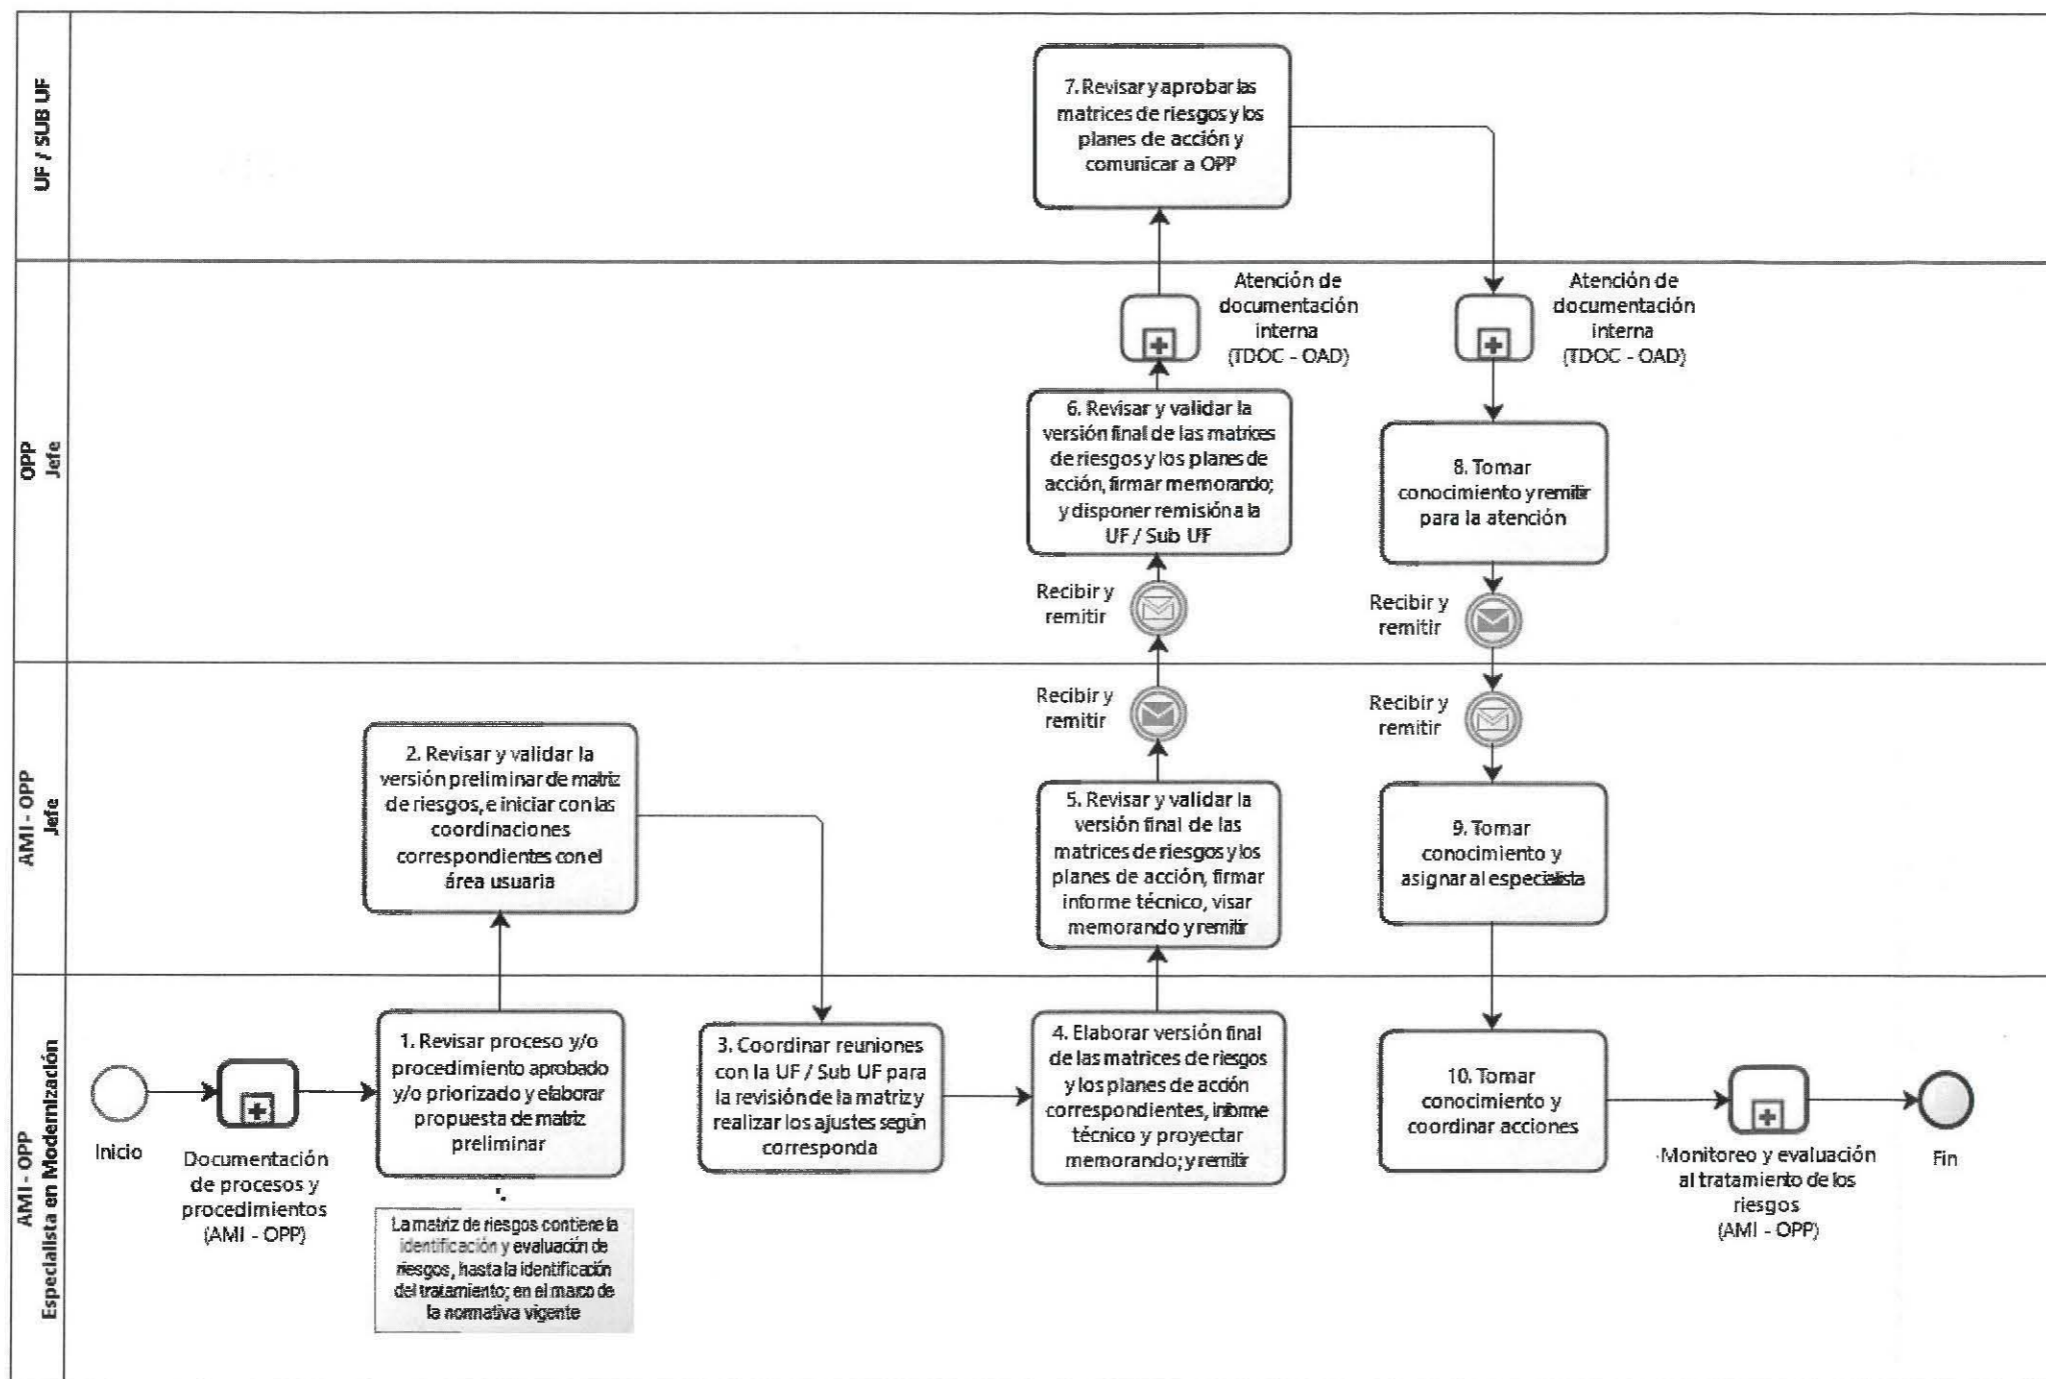 UF / SUB UF
7. Revisar y aprobar las
matrices de riesgos y los
planes de acción y
comunicar a OPP
OPP
Jefe
Atención de
documentación
interna
(TDOC - OAD)
Atención de
documentación
interna
(TDOC - OAD)
6. Revisar y validar la
versión final de las matrices
de riesgos y los planes de
acción, firmar memorando;
y disponer remisión a la
UF / Sub UF
8. Tomar
conocimiento y remitir
para la atención
Recibir y
remitir
Recibir y
remitir
AMI - OPP
Jefe
Recibir y
remitir
Recibir y
remitir
2. Revisar y validar la
versión preliminar de matriz
de riesgos, e iniciar con las
coordinaciones
correspondientes con el
área usuaria
5. Revisar y validar la
versión final de las
matrices de riesgos y los
planes de acción, firmar
informe técnico, visar
memorando y remitir
9. Tomar
conocimiento y
asignar al especialista
AMI - OPP
Especialista en Modernización
Inicio
Documentación
de procesos y
procedimientos
(AMI - OPP)
1. Revisar proceso y/o
procedimiento aprobado
y/o priorizado y elaborar
propuesta de matriz
preliminar
La matriz de riesgos contiene la
identificación y evaluación de
riesgos, hasta la identificación
del tratamiento; en el marco de
la normativa vigente
3. Coordinar reuniones
con la UF / Sub UF para
la revisión de la matriz y
realizar los ajustes según
corresponda
4. Elaborar versión final
de las matrices de riesgos
y los planes de acción
correspondientes, informe
técnico y proyectar
memorando; y remitir
10. Tomar
conocimiento y
coordinar acciones
Monitoreo y evaluación
al tratamiento de los
riesgos
(AMI - OPP)
Fin